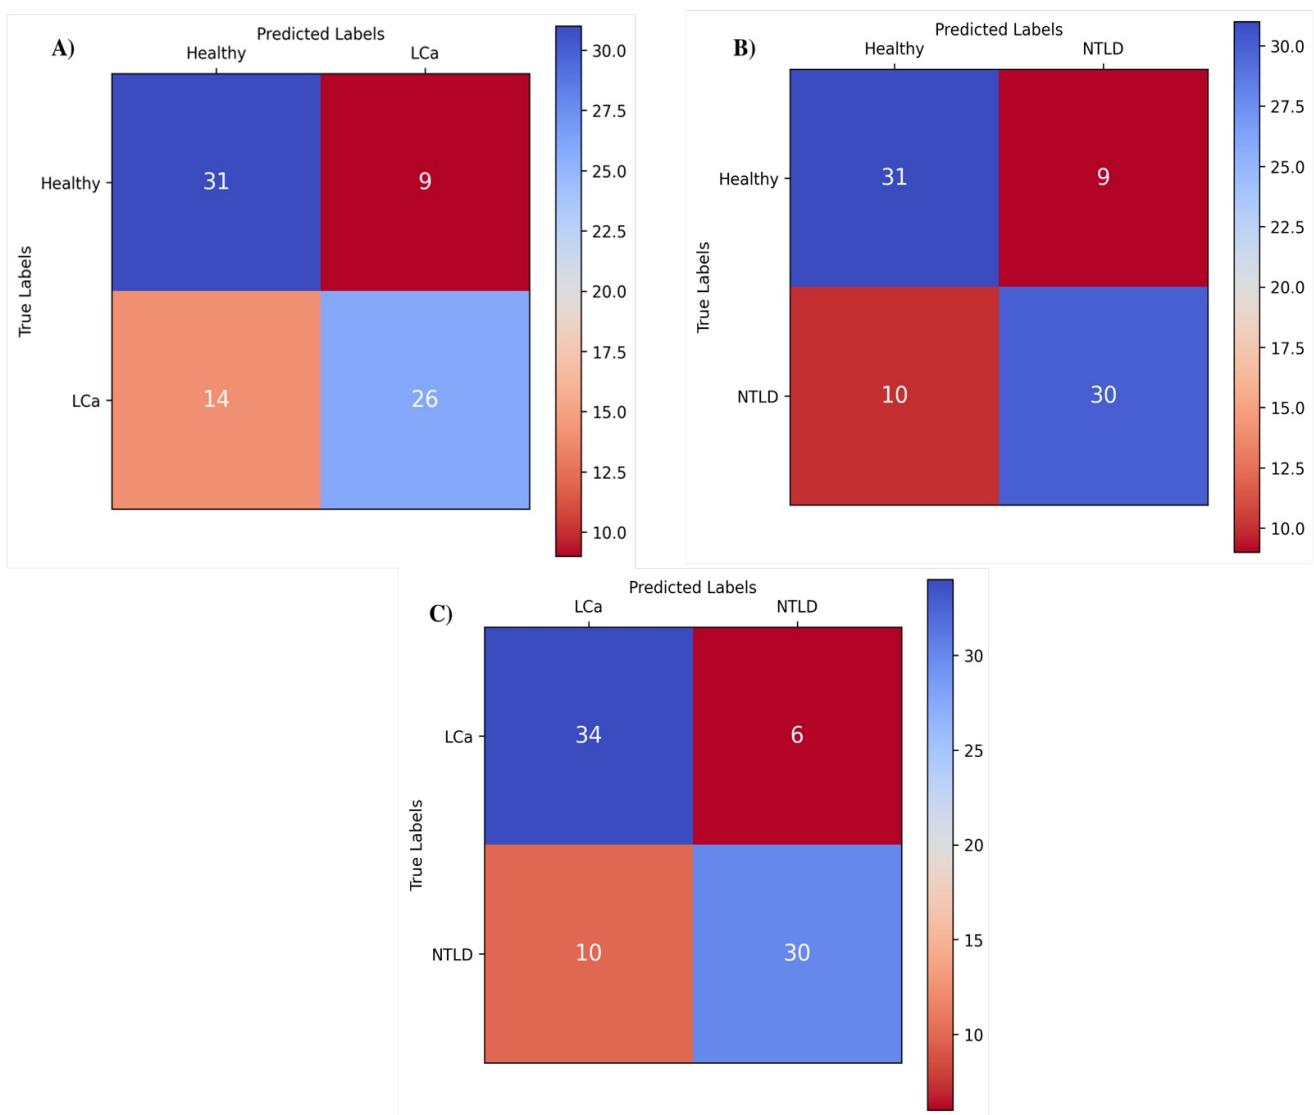 A)
Predicted Labels
Healthy LCa
True Labels
Healthy 31 9
LCa 14 26
30.0
27.5
25.0
22.5
20.0
17.5
15.0
12.5
10.0
B)
Predicted Labels
Healthy NTLD
True Labels
Healthy 31 9
NTLD 10 30
30.0
27.5
25.0
22.5
20.0
17.5
15.0
12.5
10.0
C)
Predicted Labels
LCa NTLD
True Labels
LCa 34 6
NTLD 10 30
30
25
20
15
10